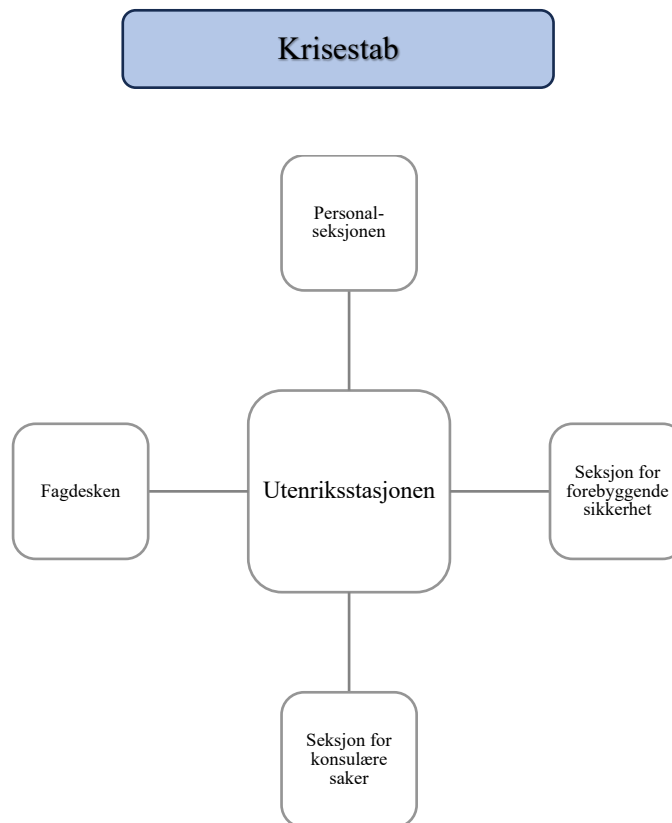 Krisestab
Personal-
seksjonen
Fagdesken
Utenriksstasjonen
Seksjon for
forebyggende
sikkerhet
Seksjon for
konsulære
saker